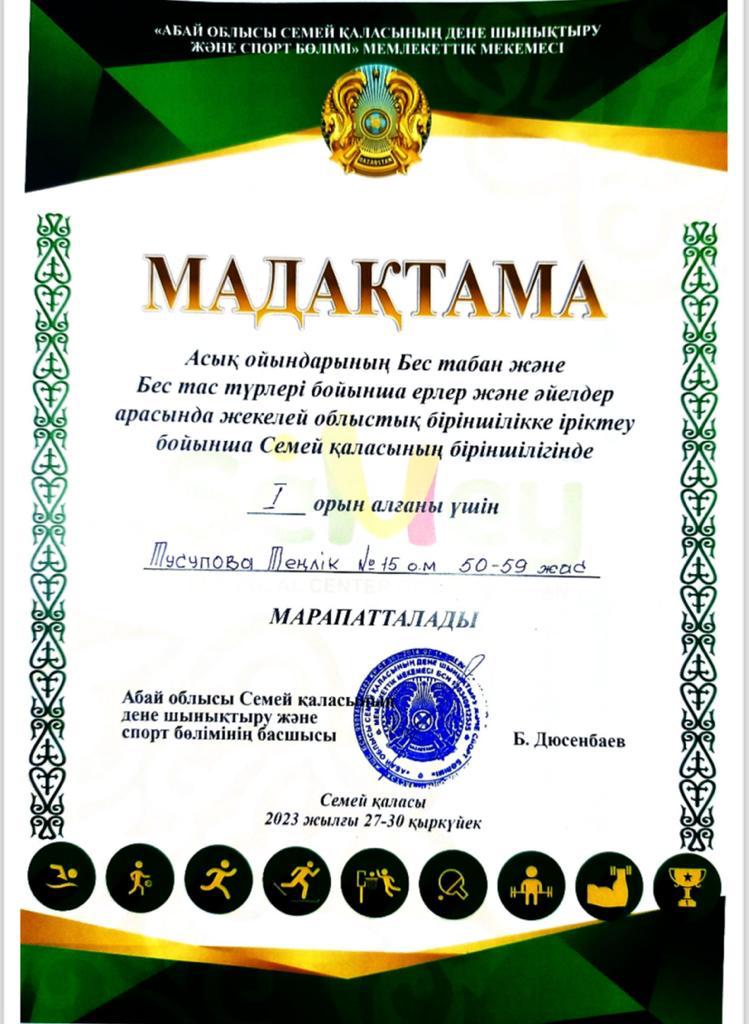 «АБАЙ ОБЛЫСЫ СЕМЕЙ ҚАЛАСЫНЫҢ ДЕНЕ ШЫНЫҚТЫРУ
ЖӘНЕ СПОРТ БӨЛІМІ» МЕМЛЕКЕТТІК МЕКЕМЕСІ
QAZAQSTAN
МАДАҚТАМА
Асық ойындарының Бес табан және
Бес тас түрлері бойынша ерлер және әйелдер
арасында жекелей облыстық біріншілікке іріктеу
бойынша Семей қаласының біріншілігінде
I орын алғаны үшін
Тусупова Теңлік №15 о.м 50-59 жас
МАРАПАТТАЛАДЫ
Абай облысы Семей қаласының
дене шынықтыру және
спорт бөлімінің басшысы
Б. Дюсенбаев
Семей қаласы
2023 жылғы 27-30 қыркүйек